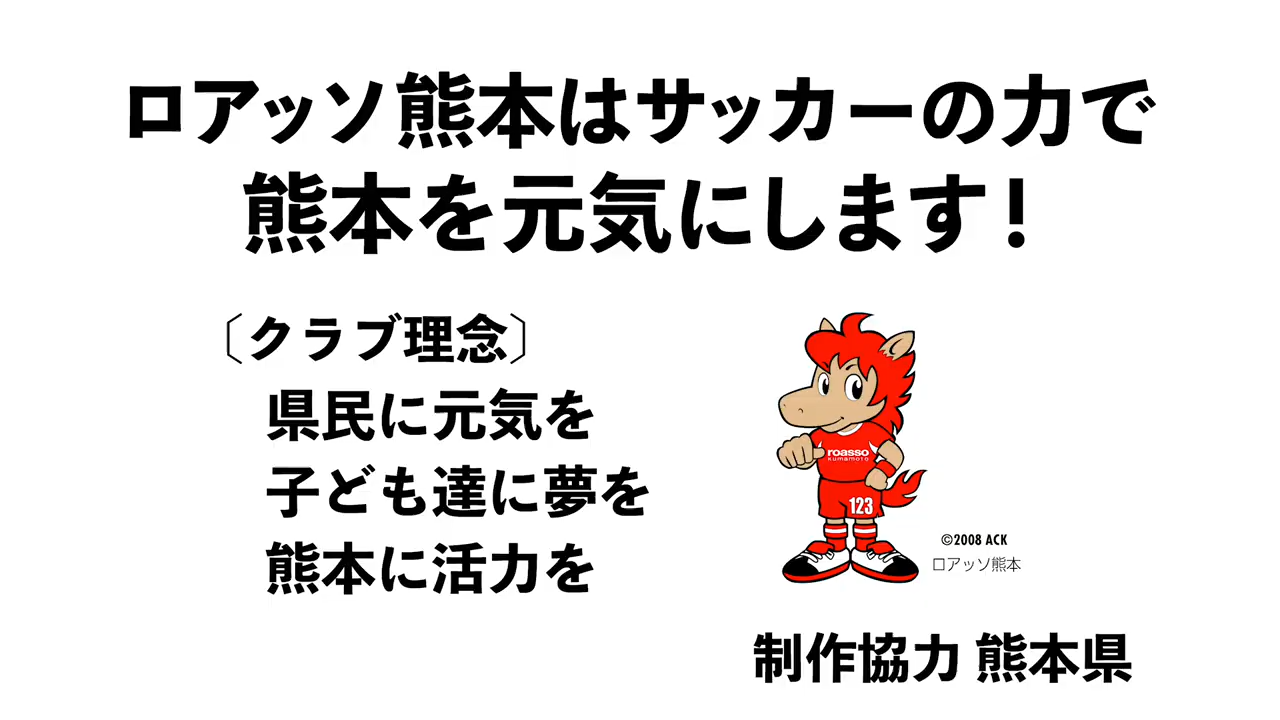 ロアッソ熊本はサッカーの力で
熊本を元気にします!
〔クラブ理念〕
県民に元気を
子ども達に夢を
熊本に活力を
roasso
KUMAMOTO
123
©2008 ACK
ロアッソ熊本
制作協力 熊本県